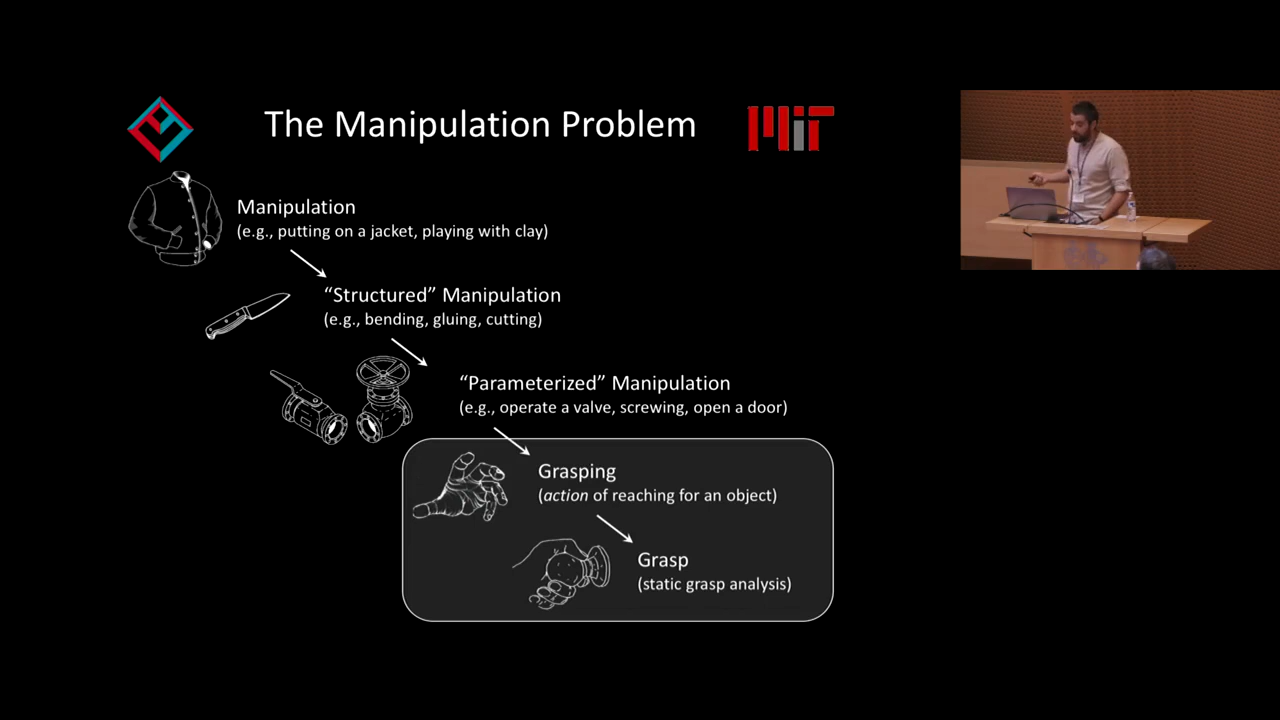 The Manipulation Problem
MIT
Manipulation
(e.g., putting on a jacket, playing with clay)
“Structured” Manipulation
(e.g., bending, gluing, cutting)
“Parameterized” Manipulation
(e.g., operate a valve, screwing, open a door)
Grasping
(action of reaching for an object)
Grasp
(static grasp analysis)